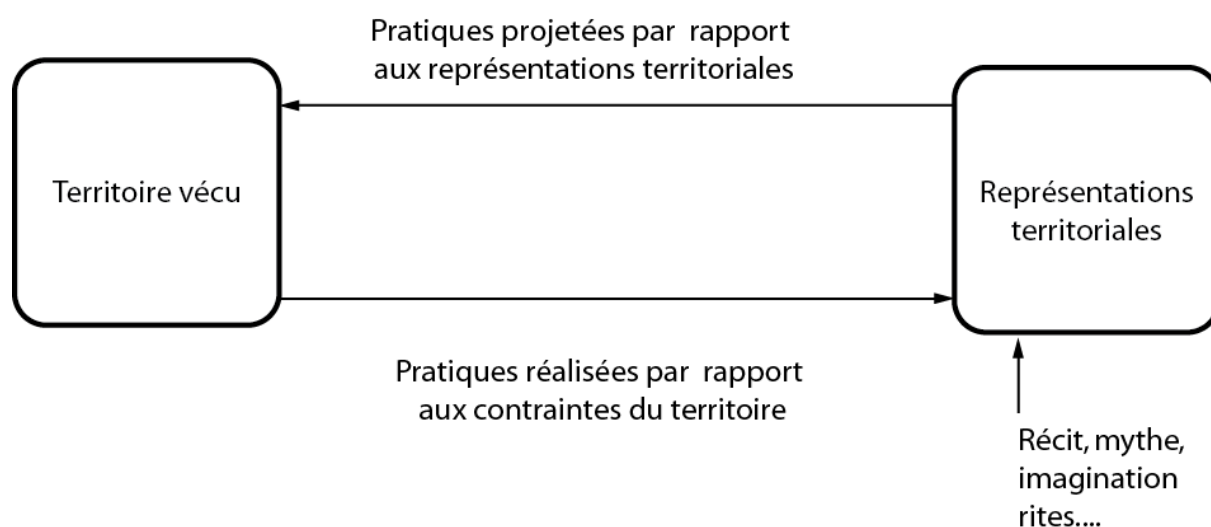 Pratiques projetées par rapport
aux représentations territoriales
Territoire vécu
Représentations
territoriales
Pratiques réalisées par rapport
aux contraintes du territoire
Récit, mythe,
imagination
rites....